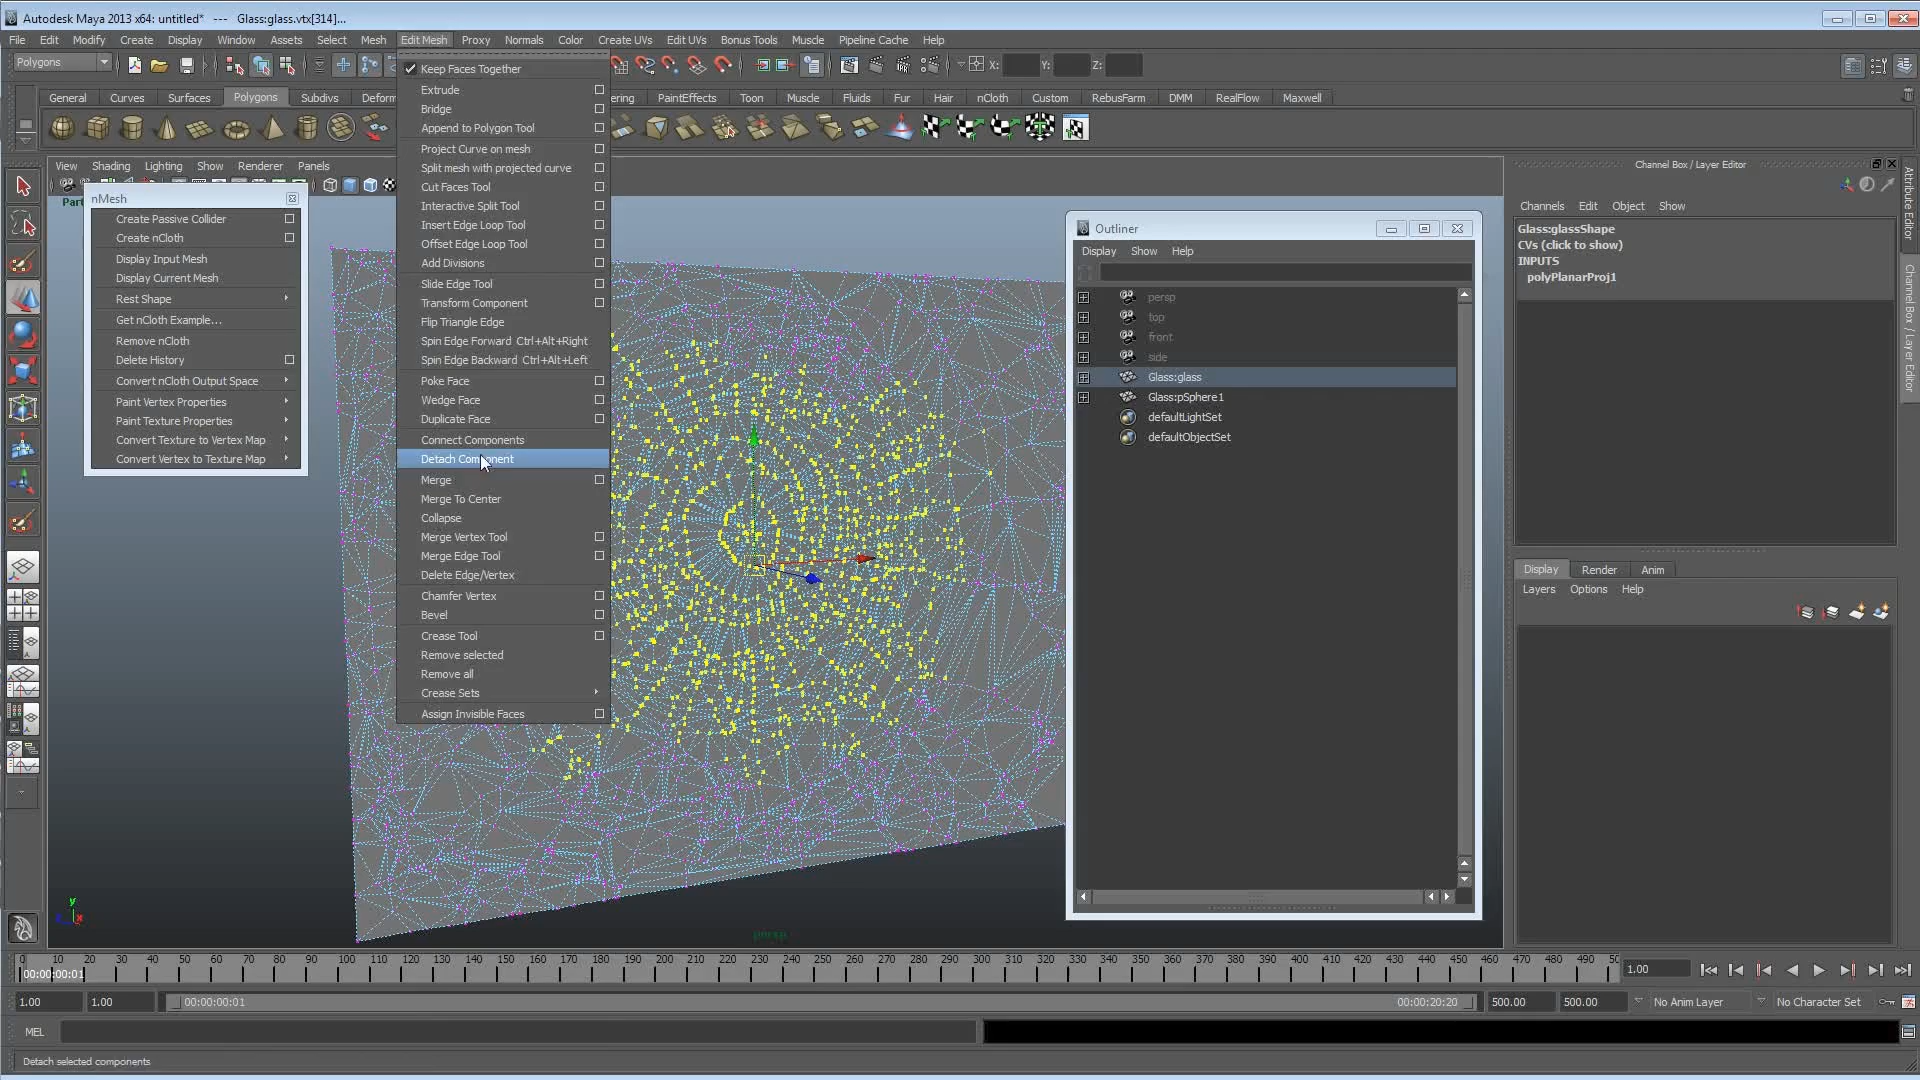 Autodesk Maya 2013 x64: untitled*   ---   Glass:glass.vtx[314]...
File Edit Modify Create Display Window Assets Select Mesh Edit Mesh Proxy Normals Color Create UVs Edit UVs Bonus Tools Muscle Pipeline Cache Help
Polygons
X: Y: Z:
General Curves Surfaces Polygons Subdivs Deform ering PaintEffects Toon Muscle Fluids Fur Hair nCloth Custom RebusFarm DMM RealFlow Maxwell
View Shading Lighting Show Renderer Panels
Part
nMesh
Create Passive Collider
Create nCloth
Display Input Mesh
Display Current Mesh
Rest Shape
Get nCloth Example...
Remove nCloth
Delete History
Convert nCloth Output Space
Paint Vertex Properties
Paint Texture Properties
Convert Texture to Vertex Map
Convert Vertex to Texture Map
Keep Faces Together
Extrude
Bridge
Append to Polygon Tool
Project Curve on mesh
Split mesh with projected curve
Cut Faces Tool
Interactive Split Tool
Insert Edge Loop Tool
Offset Edge Loop Tool
Add Divisions
Slide Edge Tool
Transform Component
Flip Triangle Edge
Spin Edge Forward Ctrl+Alt+Right
Spin Edge Backward Ctrl+Alt+Left
Poke Face
Wedge Face
Duplicate Face
Connect Components
Detach Component
Merge
Merge To Center
Collapse
Merge Vertex Tool
Merge Edge Tool
Delete Edge/Vertex
Chamfer Vertex
Bevel
Crease Tool
Remove selected
Remove all
Crease Sets
Assign Invisible Faces
Outliner
Display Show Help
persp
top
front
side
Glass:glass
Glass:pSphere1
defaultLightSet
defaultObjectSet
Channel Box / Layer Editor
Channels Edit Object Show
Glass:glassShape
CVs (click to show)
INPUTS
polyPlanarProj1
Attribute Editor
Channel Box / Layer Editor
Display Render Anim
Layers Options Help
y
x
persp
0 10 20 30 40 50 60 70 80 90 100 110 120 130 140 150 160 170 180 190 200 210 220 230 240 250 260 270 280 290 300 310 320 330 340 350 360 370 380 390 400 410 420 430 440 450 460 470 480 490 50
00:00:00:01
1.00
1.00 1.00 00:00:00:01 00:00:20:20 500.00 500.00 No Anim Layer No Character Set
MEL
Detach selected components